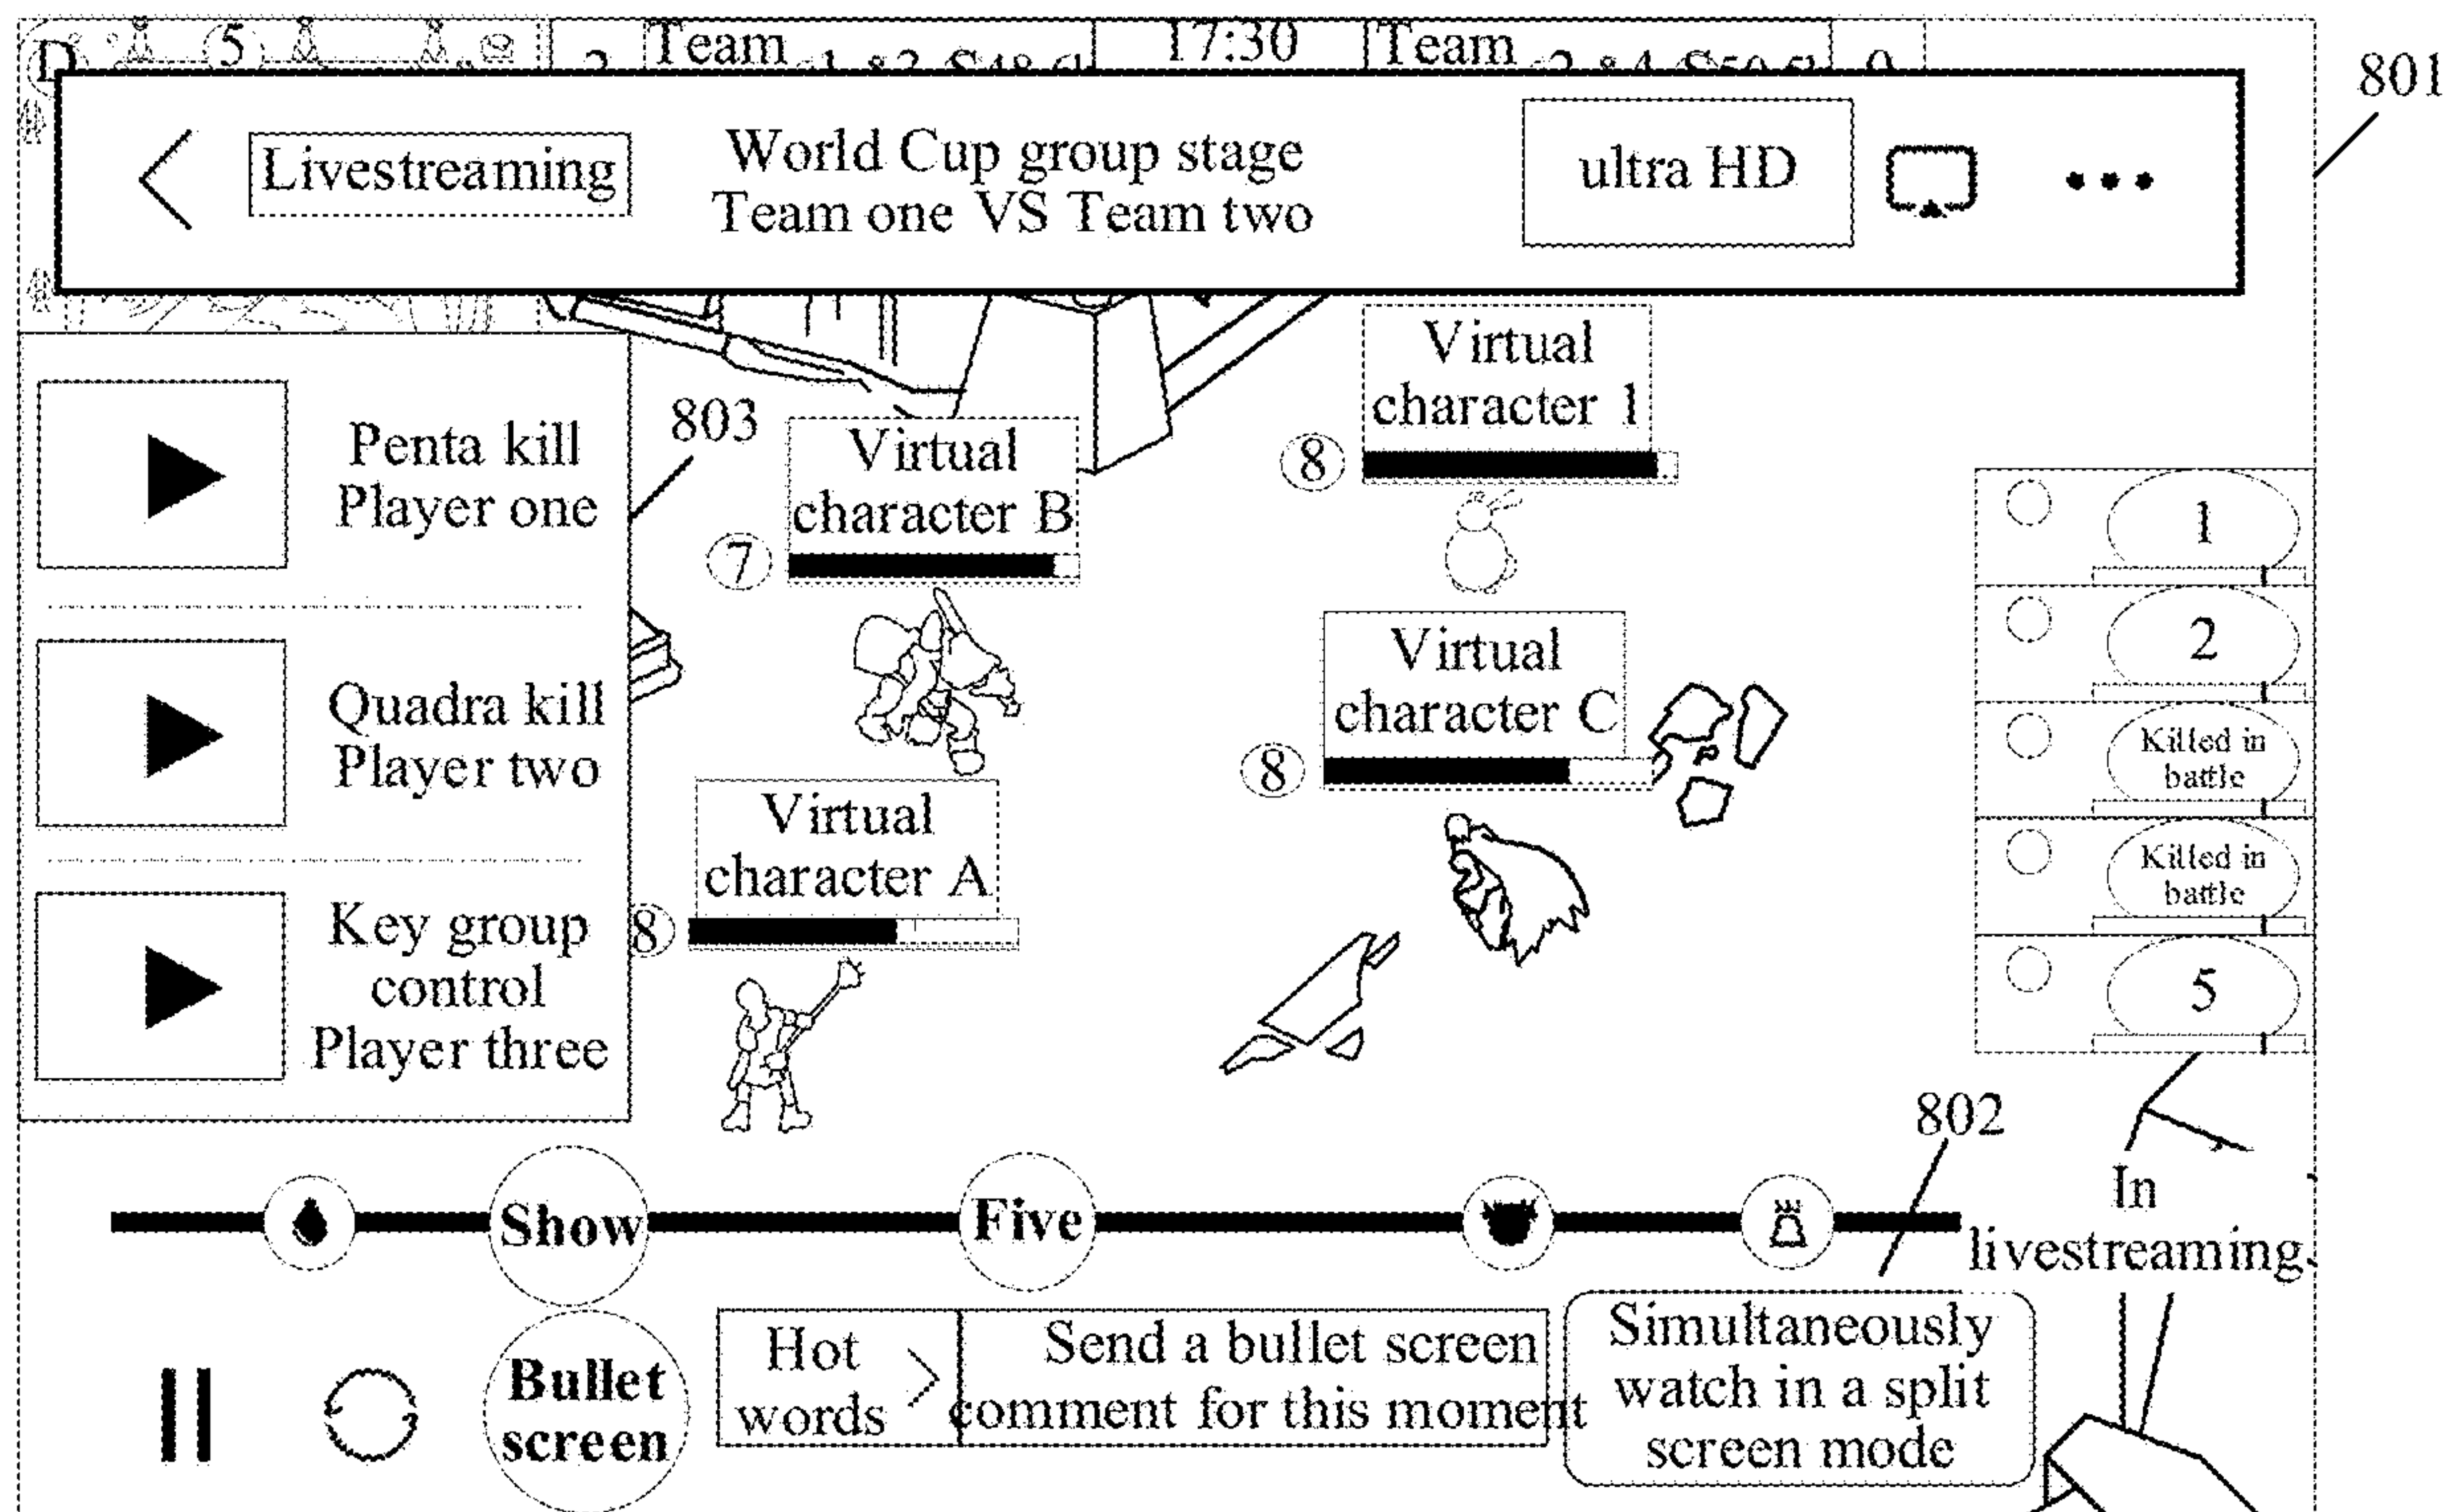 5
Team
17:30
Team
801
Livestreaming
World Cup group stage
Team one VS Team two
ultra HD
Penta kill
Player one
803
Virtual
character B
7
Virtual
character 1
8
Quadra kill
Player two
Virtual
character C
8
Virtual
character A
8
Key group
control
Player three
1
2
Killed in
battle
Killed in
battle
5
802
Show
Five
In
livestreaming
Bullet
screen
Hot
words
Send a bullet screen
comment for this moment
Simultaneously
watch in a split
screen mode